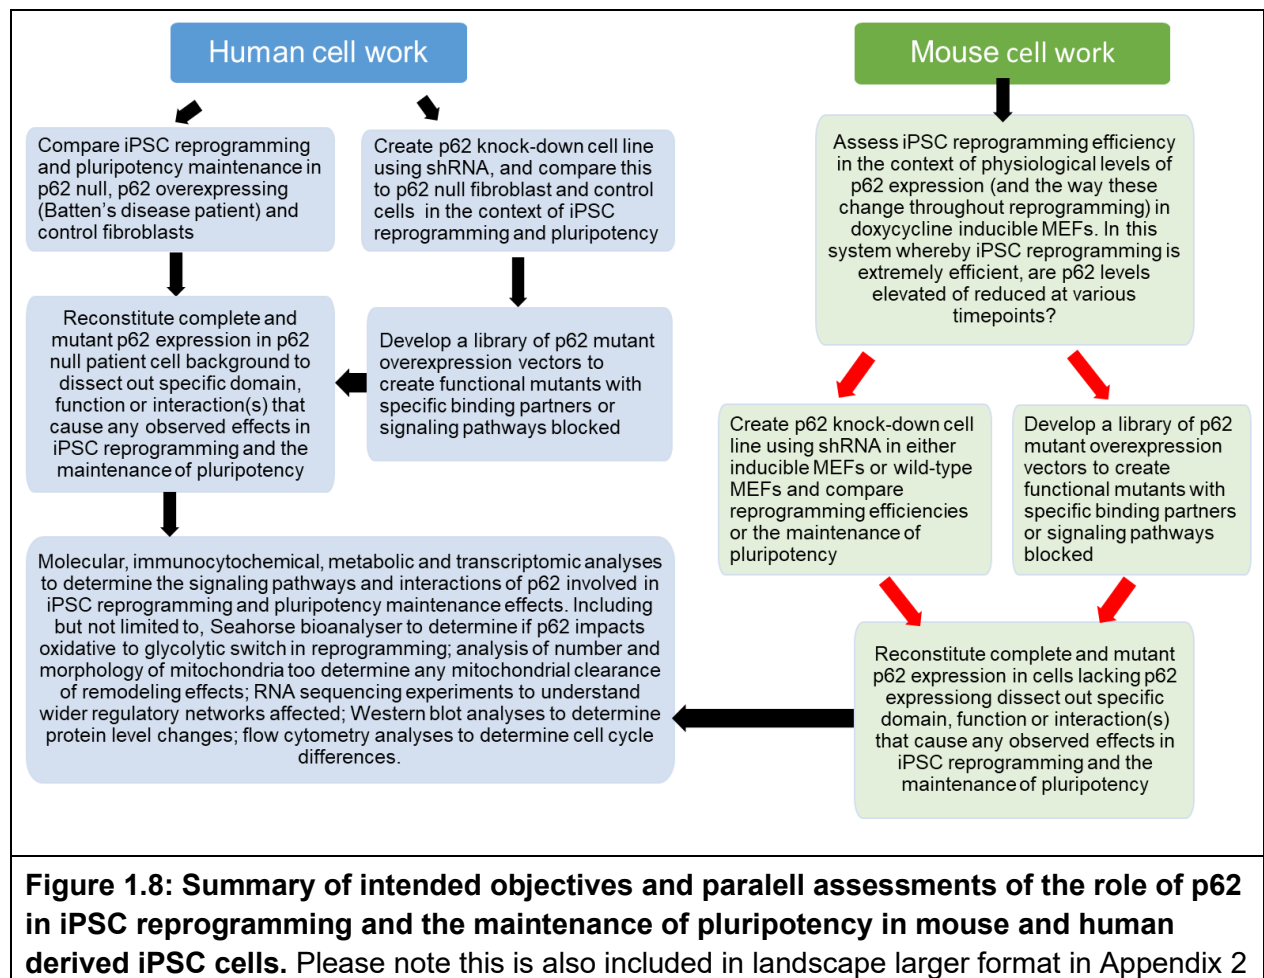 Human cell work
Compare iPSC reprogramming
and pluripotency maintenance in
p62 null, p62 overexpressing
(Batten's disease patient) and
control fibroblasts
Create p62 knock-down cell line
using shRNA, and compare this
to p62 null fibroblast and control
cells in the context of iPSC
reprogramming and pluripotency
Reconstitute complete and
mutant p62 expression in p62
null patient cell background to
dissect out specific domain,
function or interaction(s) that
cause any observed effects in
iPSC reprogramming and the
maintenance of pluripotency
Develop a library of p62 mutant
overexpression vectors to
create functional mutants with
specific binding partners or
signaling pathways blocked
Molecular, immunocytochemical, metabolic and transcriptomic analyses
to determine the signaling pathways and interactions of p62 involved in
iPSC reprogramming and pluripotency maintenance effects. Including
but not limited to, Seahorse bioanalyser to determine if p62 impacts
oxidative to glycolytic switch in reprogramming; analysis of number and
morphology of mitochondria too determine any mitochondrial clearance
of remodeling effects; RNA sequencing experiments to understand
wider regulatory networks affected; Western blot analyses to determine
protein level changes; flow cytometry analyses to determine cell cycle
differences.
Mouse cell work
Assess iPSC reprogramming efficiency
in the context of physiological levels of
p62 expression (and the way these
change throughout reprogramming) in
doxycycline inducible MEFs. In this
system whereby iPSC reprogramming is
extremely efficient, are p62 levels
elevated of reduced at various
timepoints?
Create p62 knock-down cell
line using shRNA in either
inducible MEFs or wild-type
MEFs and compare
reprogramming efficiencies
or the maintenance of
pluripotency
Develop a library of p62
mutant overexpression
vectors to create
functional mutants with
specific binding partners
or signaling pathways
blocked
Reconstitute complete and mutant
p62 expression in cells lacking p62
expressiong dissect out specific
domain, function or interaction(s)
that cause any observed effects in
iPSC reprogramming and the
maintenance of pluripotency
Figure 1.8: Summary of intended objectives and paralell assessments of the role of p62
in iPSC reprogramming and the maintenance of pluripotency in mouse and human
derived iPSC cells. Please note this is also included in landscape larger format in Appendix 2